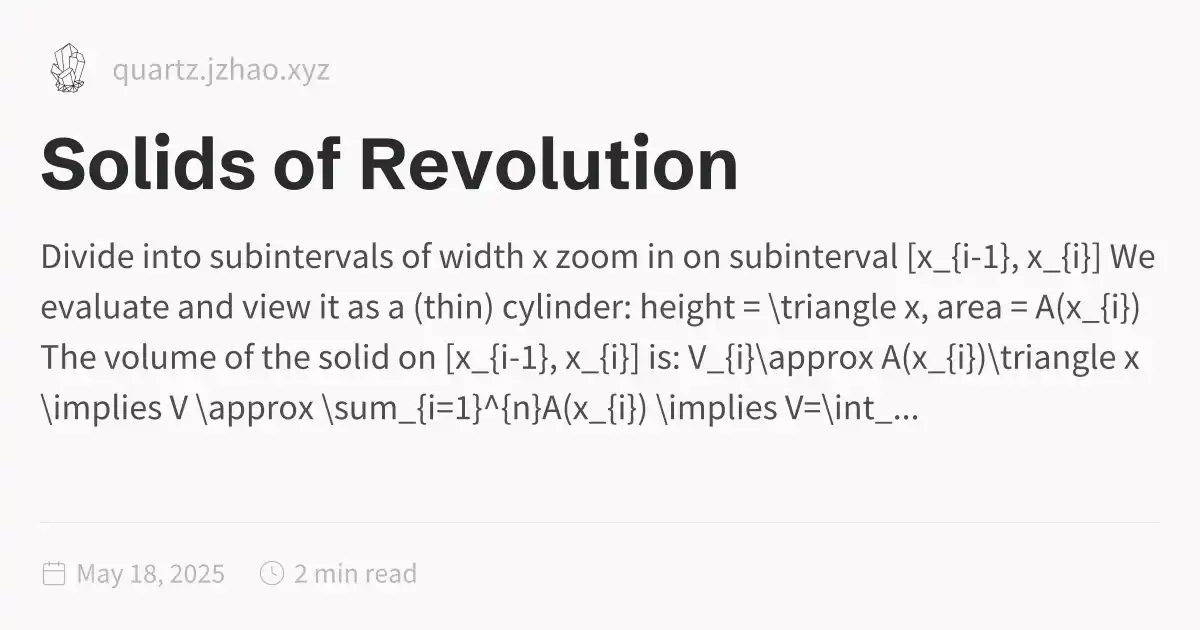 quartz.jzhao.xyz
Solids of Revolution
Divide into subintervals of width x zoom in on subinterval [x_{i-1}, x_{i}] We
evaluate and view it as a (thin) cylinder: height = \triangle x, area = A(x_{i})
The volume of the solid on [x_{i-1}, x_{i}] is: V_{i}\approx A(x_{i})\triangle x
\implies V \approx \sum_{i=1}^{n}A(x_{i}) \implies V=\int_...
May 18, 2025 2 min read